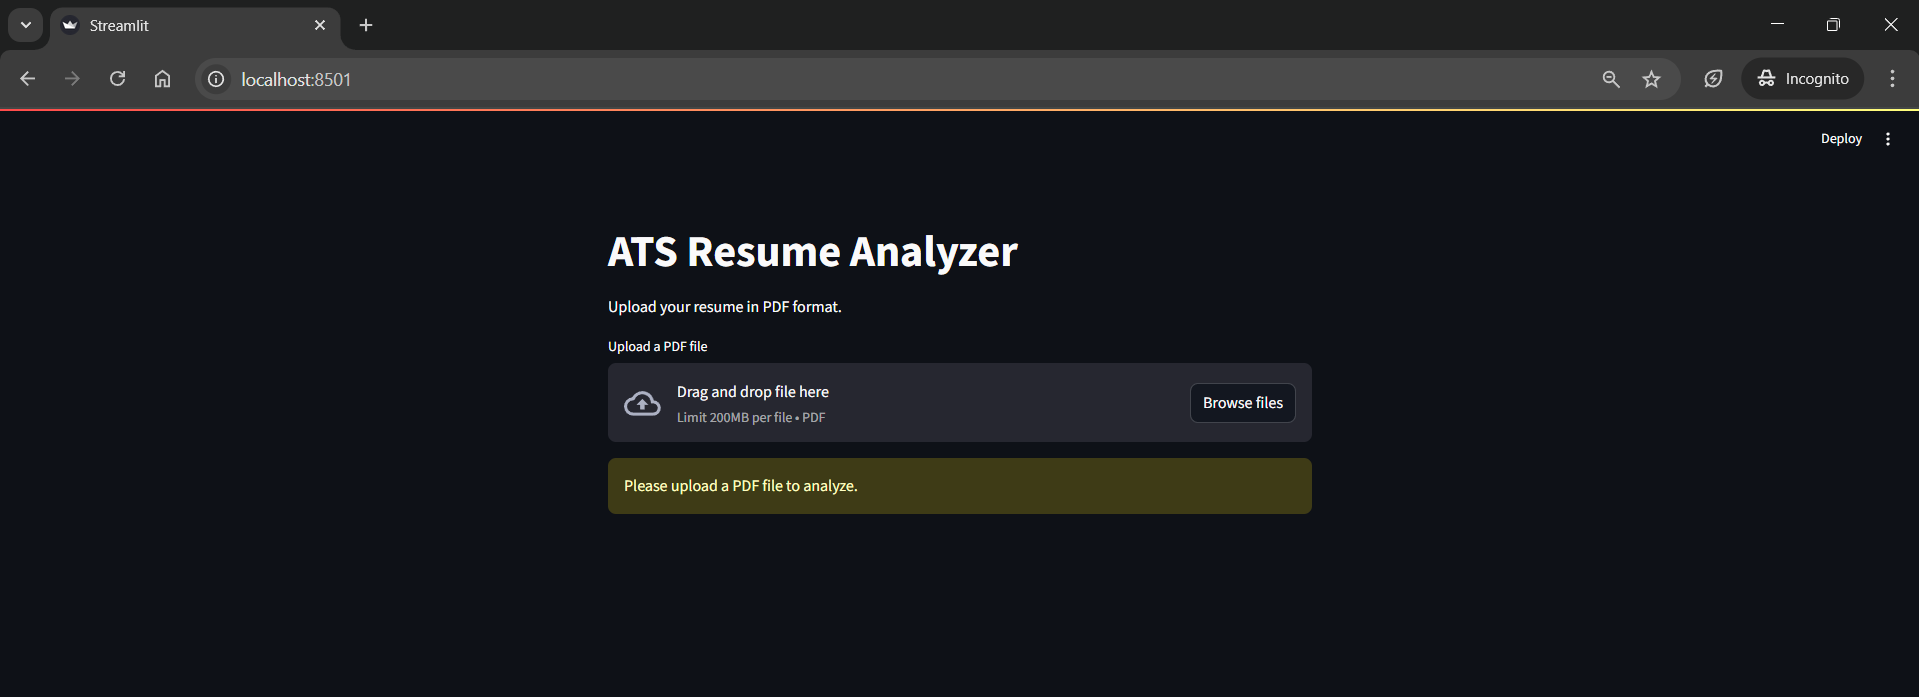 Streamlit
localhost:8501
Incognito
Deploy
ATS Resume Analyzer
Upload your resume in PDF format.
Upload a PDF file
Drag and drop file here
Limit 200MB per file • PDF
Browse files
Please upload a PDF file to analyze.